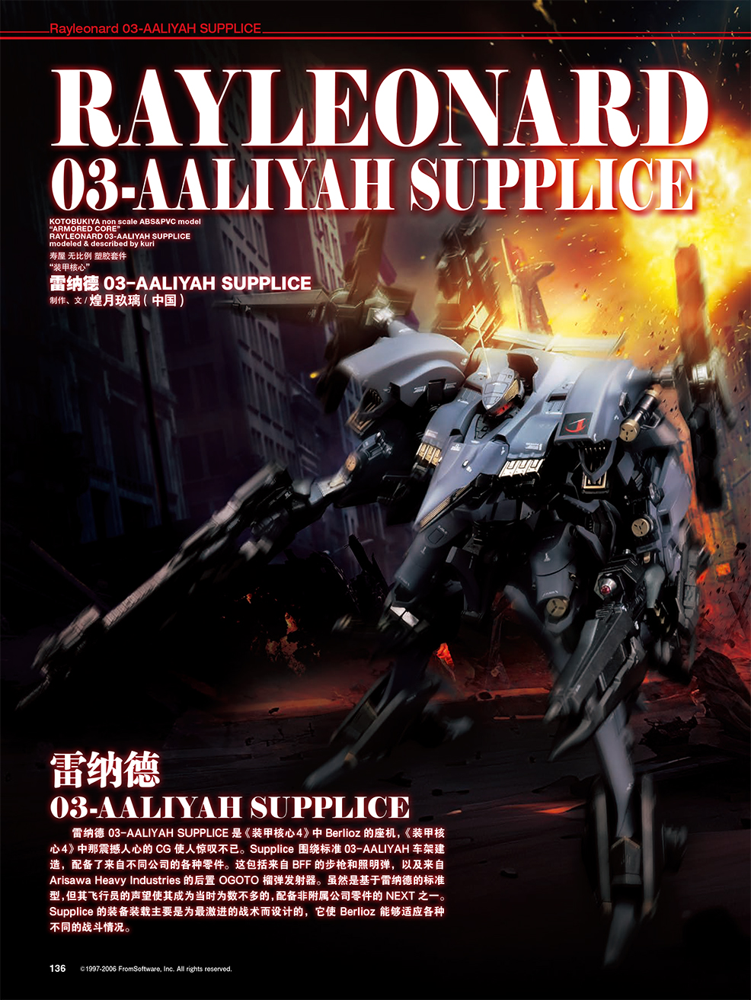 Rayleonard 03-AALIYAH SUPPLICE
RAYLEONARD
03-AALIYAH SUPPLICE
KOTOBUKIYA non scale ABS&PVC model
“ARMORED CORE”
RAYLEONARD 03-AALIYAH SUPPLICE
modeled & described by kuri
寿屋 无比例 塑胶套件
“装甲核心”
雷纳德 03-AALIYAH SUPPLICE
制作、文 / 煌月玖璃 ( 中国 )
雷纳德
03-AALIYAH SUPPLICE
雷纳德 03-AALIYAH SUPPLICE 是《装甲核心4》中 Berlioz 的座机，《装甲核
心4》中那震撼人心的 CG 使人惊叹不已。Supplice 围绕标准 03-AALIYAH 车架建
造，配备了来自不同公司的各种零件。这包括来自 BFF 的步枪和照明弹，以及来自
Arisawa Heavy Industries 的后置 OGOTO 榴弹发射器。虽然是基于雷纳德的标准
型，但其飞行员的声望使其成为当时为数不多的，配备非附属公司零件的 NEXT 之一。
Supplice 的装备装载主要是为最激进的战术而设计的，它使 Berlioz 能够适应各种
不同的战斗情况。
136 ©1997-2006 FromSoftware, Inc. All rights reserved.